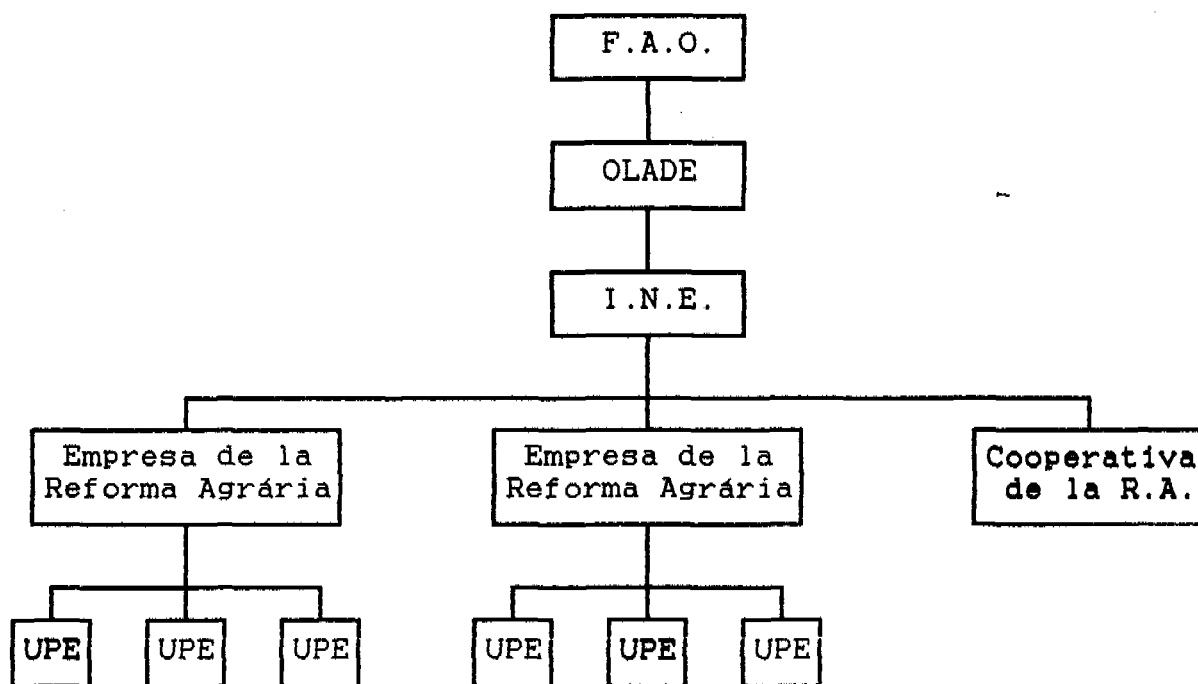 F.A.O.
OLADE
I.N.E.
Empresa de la
Reforma Agrária
Empresa de la
Reforma Agrária
Cooperativa
de la R.A.
UPE
UPE
UPE
UPE
UPE
UPE